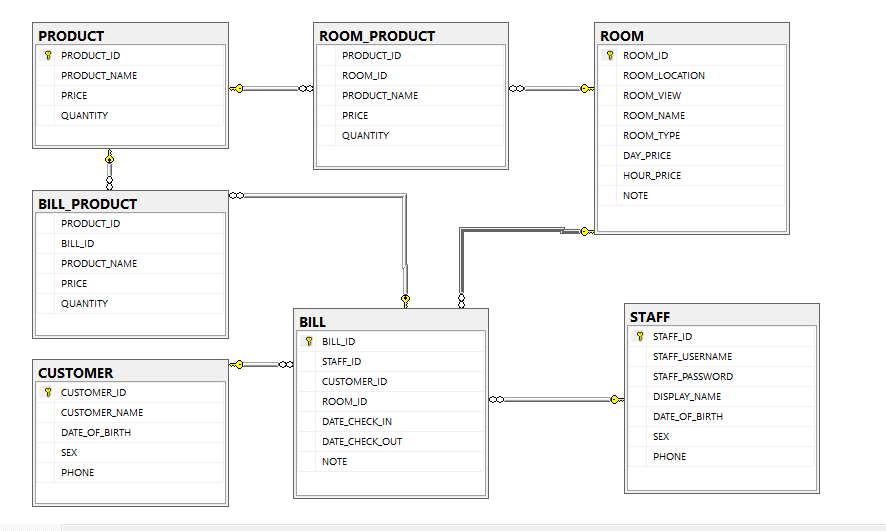 PRODUCT
PRODUCT_ID
PRODUCT_NAME
PRICE
QUANTITY
ROOM_PRODUCT
PRODUCT_ID
ROOM_ID
PRODUCT_NAME
PRICE
QUANTITY
ROOM
ROOM_ID
ROOM_LOCATION
ROOM_VIEW
ROOM_NAME
ROOM_TYPE
DAY_PRICE
HOUR_PRICE
NOTE
BILL_PRODUCT
PRODUCT_ID
BILL_ID
PRODUCT_NAME
PRICE
QUANTITY
BILL
BILL_ID
STAFF_ID
CUSTOMER_ID
ROOM_ID
DATE_CHECK_IN
DATE_CHECK_OUT
NOTE
STAFF
STAFF_ID
STAFF_USERNAME
STAFF_PASSWORD
DISPLAY_NAME
DATE_OF_BIRTH
SEX
PHONE
CUSTOMER
CUSTOMER_ID
CUSTOMER_NAME
DATE_OF_BIRTH
SEX
PHONE